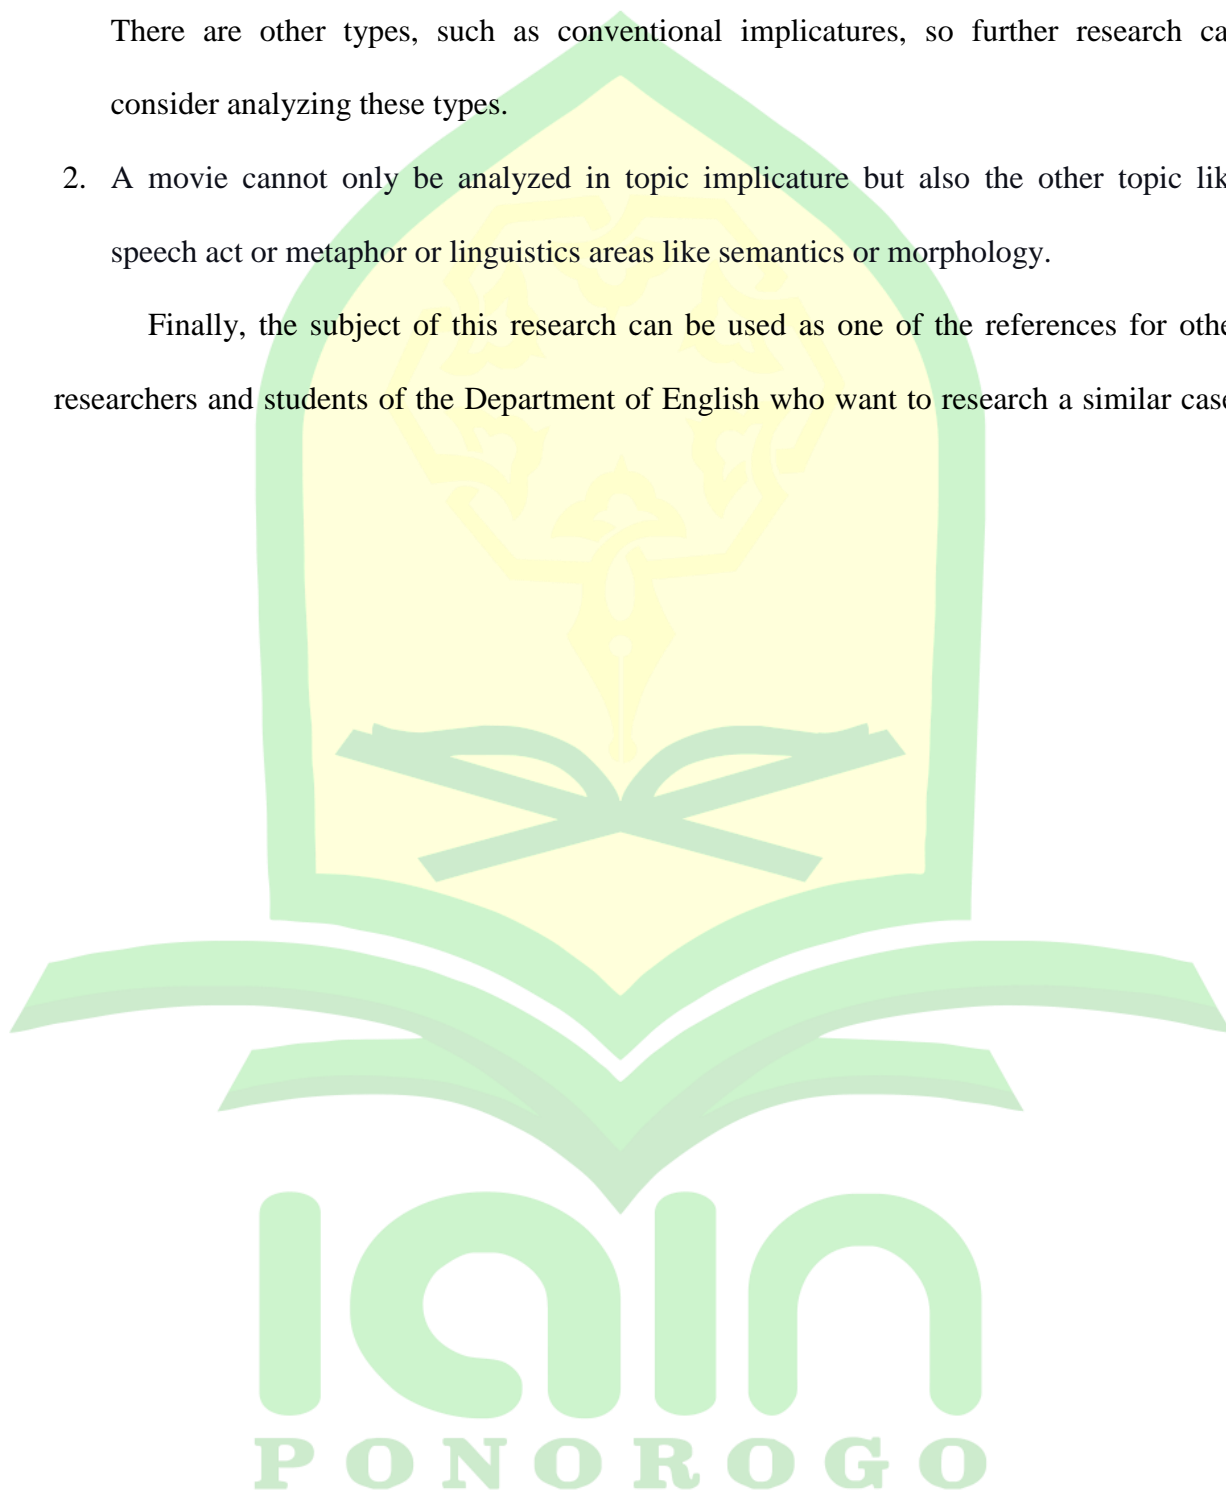 There are other types, such as conventional implicatures, so further research ca
consider analyzing these types.
2. A movie cannot only be analyzed in topic implicature but also the other topic lik
speech act or metaphor or linguistics areas like semantics or morphology.
Finally, the subject of this research can be used as one of the references for othe
researchers and students of the Department of English who want to research a similar case
iain
PONOROGO